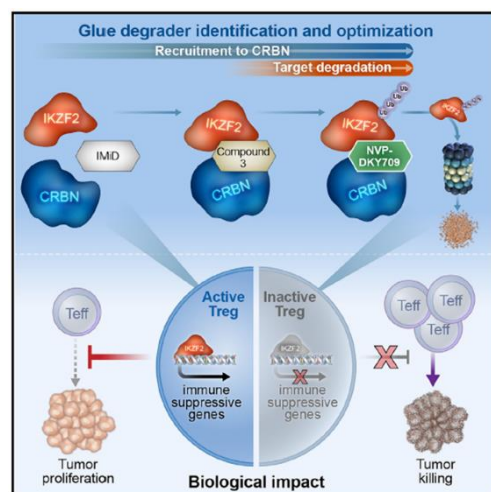 Glue degrader identification and optimization
Recruitment to CRBN
Target degradation
IKZF2
IMiD
CRBN
IKZF2
Compound
3
CRBN
IKZF2
NVP-
DKY709
CRBN
IKZF2
Teff
Tumor
proliferation
Active
Treg
IKZF2
immune
suppressive
genes
Inactive
Treg
IKZF2
immune
suppressive
genes
Teff
Teff
Teff
Tumor
killing
Biological impact